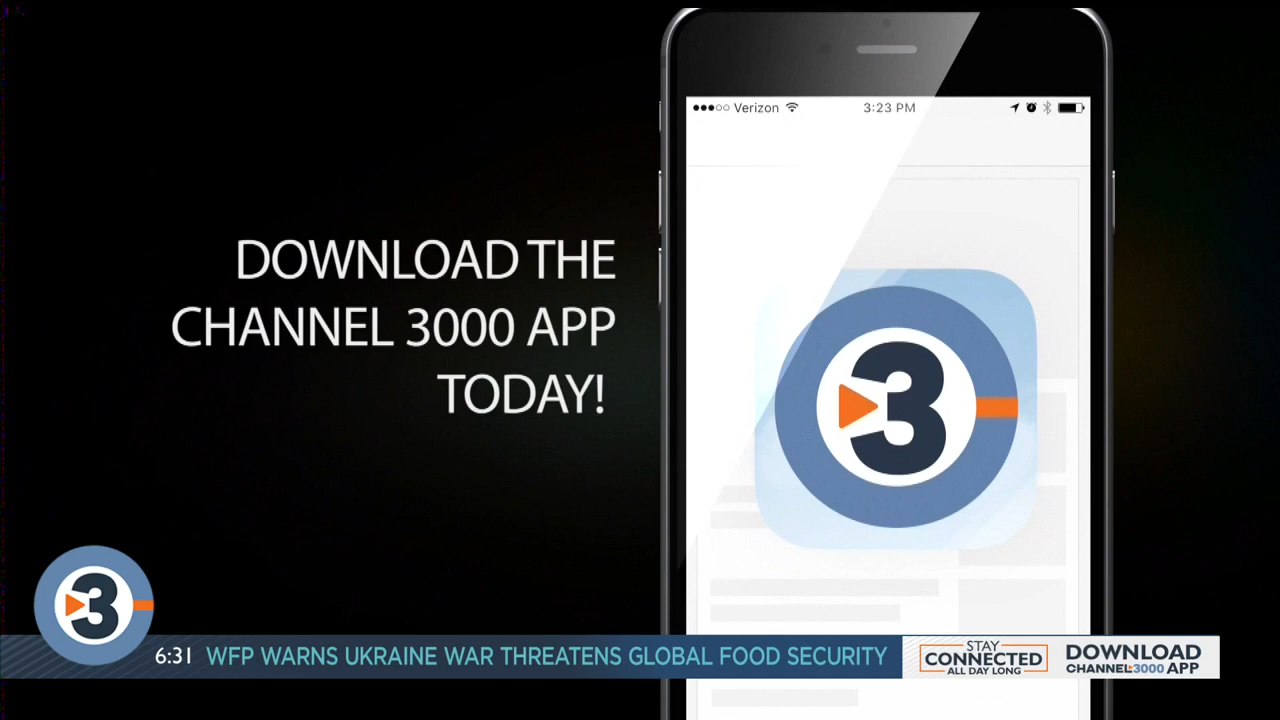 Verizon
3:23 PM
DOWNLOAD THE
CHANNEL 3000 APP
TODAY!
3
3
6:31 WFP WARNS UKRAINE WAR THREATENS GLOBAL FOOD SECURITY
STAY
CONNECTED
ALL DAY LONG
DOWNLOAD
CHANNEL3000 APP